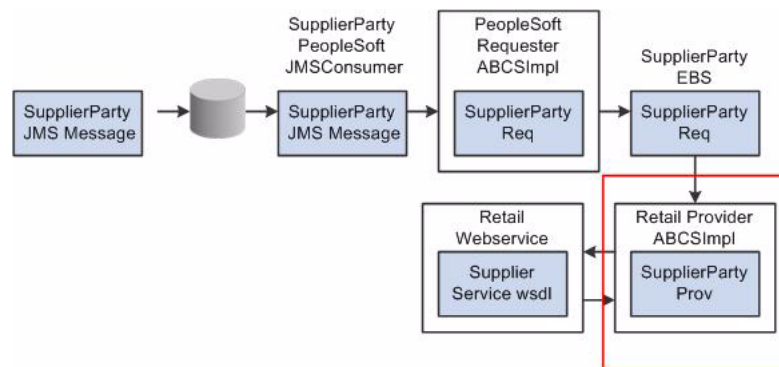 SupplierParty
PeopleSoft
JMSConsumer
PeopleSoft
Requester
ABCSImpl
SupplierParty
EBS
SupplierParty
JMS Message
SupplierParty
JMS Message
SupplierParty
Req
SupplierParty
Req
Retail
Webservice
Retail Provider
ABCSImpl
Supplier
Service wsdl
SupplierParty
Prov